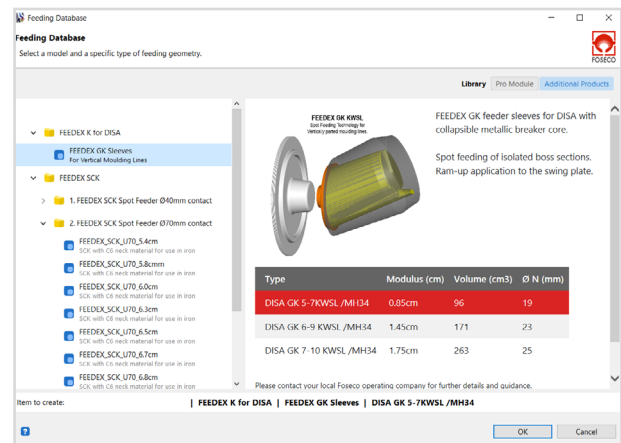 Feeding Database
Feeding Database
Select a model and a specific type of feeding geometry.
FOSECO
Library
Pro Module
Additional Products
FEEDEX K for DISA
FEEDEX GK Sleeves
For Vertical Moulding Lines
FEEDEX SCK
1. FEEDEX SCK Spot Feeder Ø40mm contact
2. FEEDEX SCK Spot Feeder Ø70mm contact
FEEDEX_SCK_U70_5.4cm
SCK with C6 neck material for use in iron
FEEDEX_SCK_U70_5.8cmm
SCK with C6 neck material for use in iron
FEEDEX_SCK_U70_6.0cm
SCK with C6 neck material for use in iron
FEEDEX_SCK_U70_6.3cm
SCK with C6 neck material for use in iron
FEEDEX_SCK_U70_6.5cm
SCK with C6 neck material for use in iron
FEEDEX_SCK_U70_6.7cm
SCK with C6 neck material for use in iron
FEEDEX_SCK_U70_6.8cm
SCK with C6 neck material for use in iron
FEEDEX GK KWSL
Spot Feeding Technology for
Vertically parted moulding lines.
FEEDEX GK feeder sleeves for DISA with
collapsible metallic breaker core.
Spot feeding of isolated boss sections.
Ram-up application to the swing plate.
Type Modulus (cm) Volume (cm3) Ø N (mm)
DISA GK 5-7KWSL /MH34 0.85cm 96 19
DISA GK 6-9 KWSL /MH34 1.45cm 171 23
DISA GK 7-10 KWSL /MH34 1.75cm 263 25
Please contact your local Foseco operating company for further details and guidance.
Item to create: | FEEDEX K for DISA | FEEDEX GK Sleeves | DISA GK 5-7KWSL /MH34
OK
Cancel